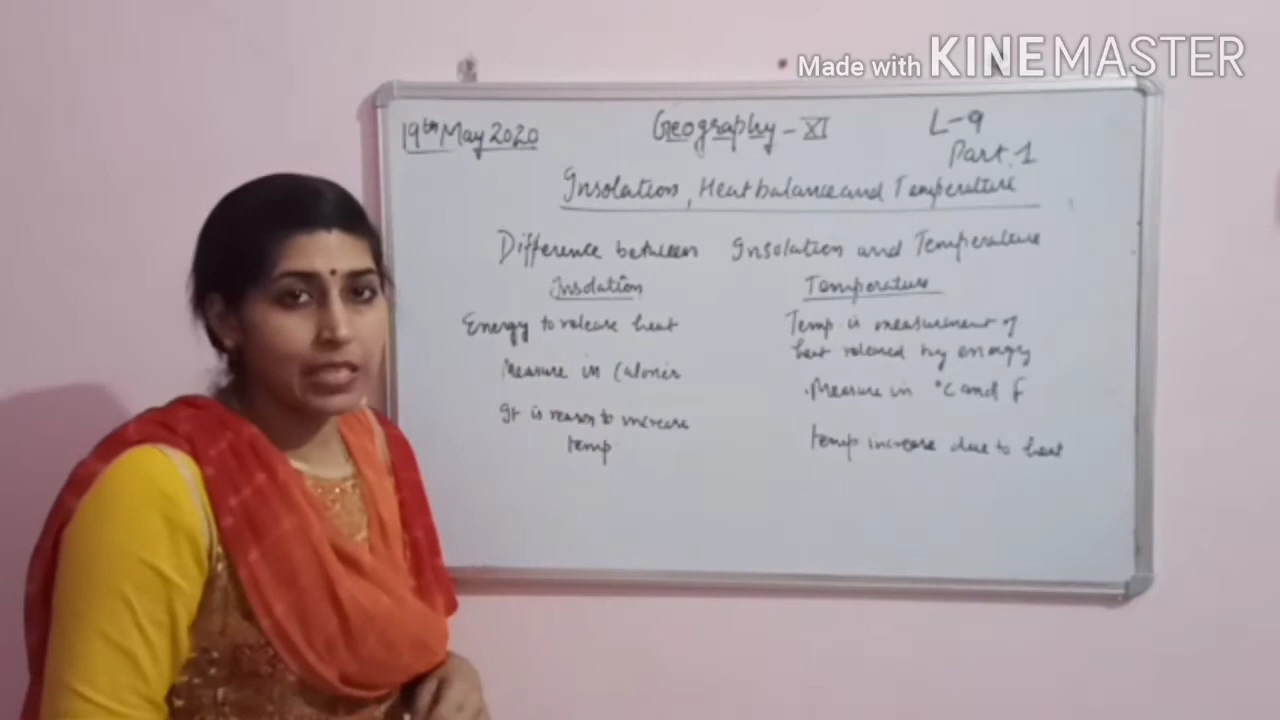 Made with KINEMASTER
19th May 2020 Geography - XI L-9
Part 1
Insolation, Heat balance and Temperature
Difference between Insolation and Temperature
Insolation Temperature
Energy to release heat
Temp is measurment of
heat released by energy
Measure in Calories
Measure in °C and F
It is reason to increase
temp
temp increase due to heat